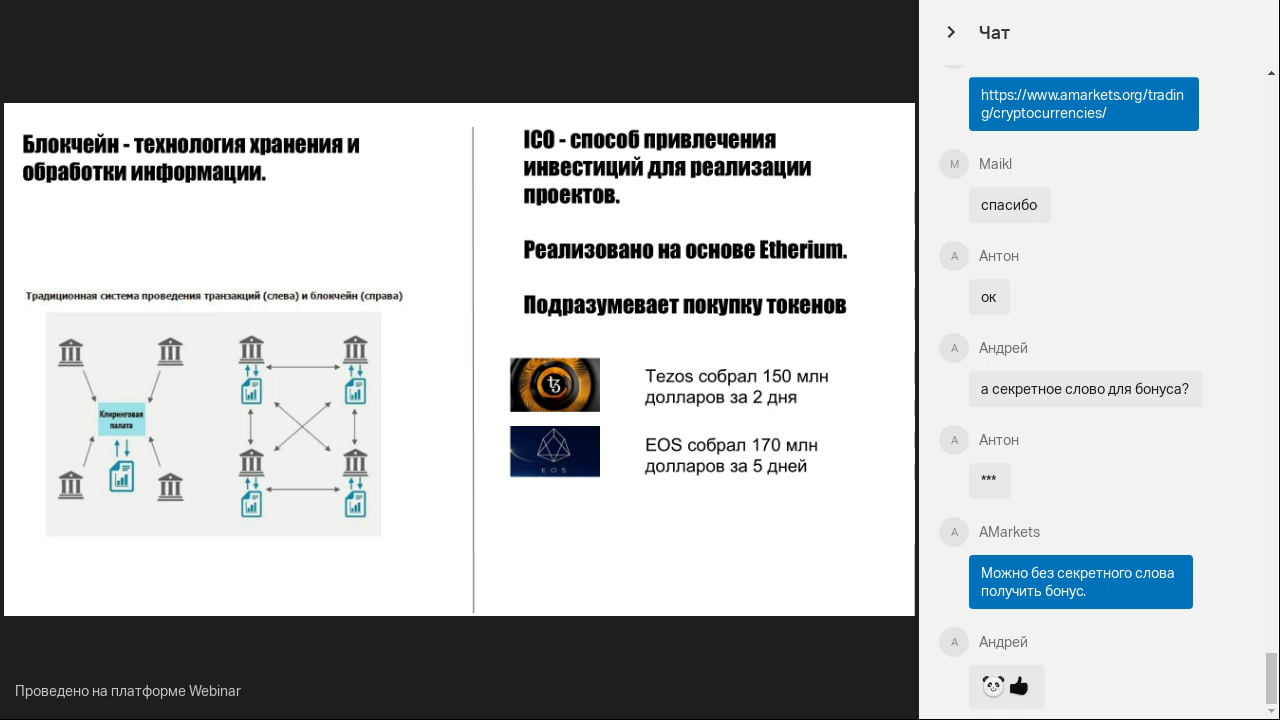 Блокчейн - технология хранения и
обработки информации.
Традиционная система проведения транзакций (слева) и блокчейн (справа)
Клиринговая
палата
ICO - способ привлечения
инвестиций для реализации
проектов.
Реализовано на основе Etherium.
Подразумевает покупку токенов
Tezos собрал 150 млн
долларов за 2 дня
EOS
EOS собрал 170 млн
долларов за 5 дней
Проведено на платформе Webinar
Чат
https://www.amarkets.org/tradin
g/cryptocurrencies/
M
Maikl
спасибо
А
Антон
ок
А
Андрей
а секретное слово для бонуса?
А
Антон
***
A
AMarkets
Можно без секретного слова
получить бонус.
А
Андрей